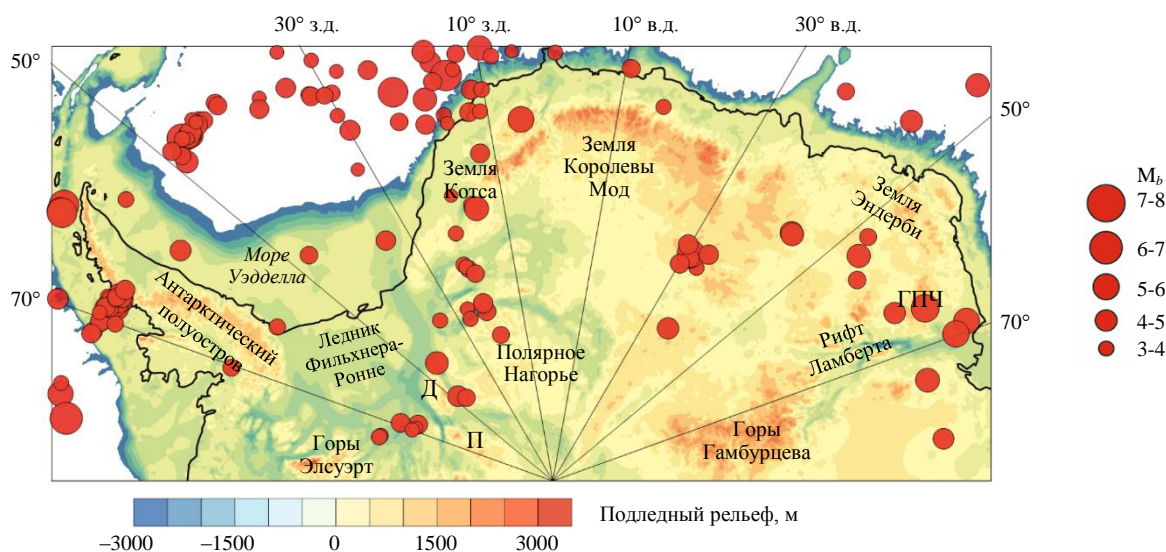 30° з.д.
10° з.д.
10° в.д.
30° в.д.
50°
50°
70°
70°
Земля
Котса
Земля
Королевы
Мод
Земля
Эндерби
Море
Уэдделла
Антарктический
полуостров
Ледник
Фильхнера-
Ронне
Полярное
Нагорье
ГПЧ
Рифт
Ламберта
Д
П
Горы
Элсуэрт
Горы
Гамбурцева
M_b
7-8
6-7
5-6
4-5
3-4
–3000
–1500
0
1500
3000
Подледный рельеф, м